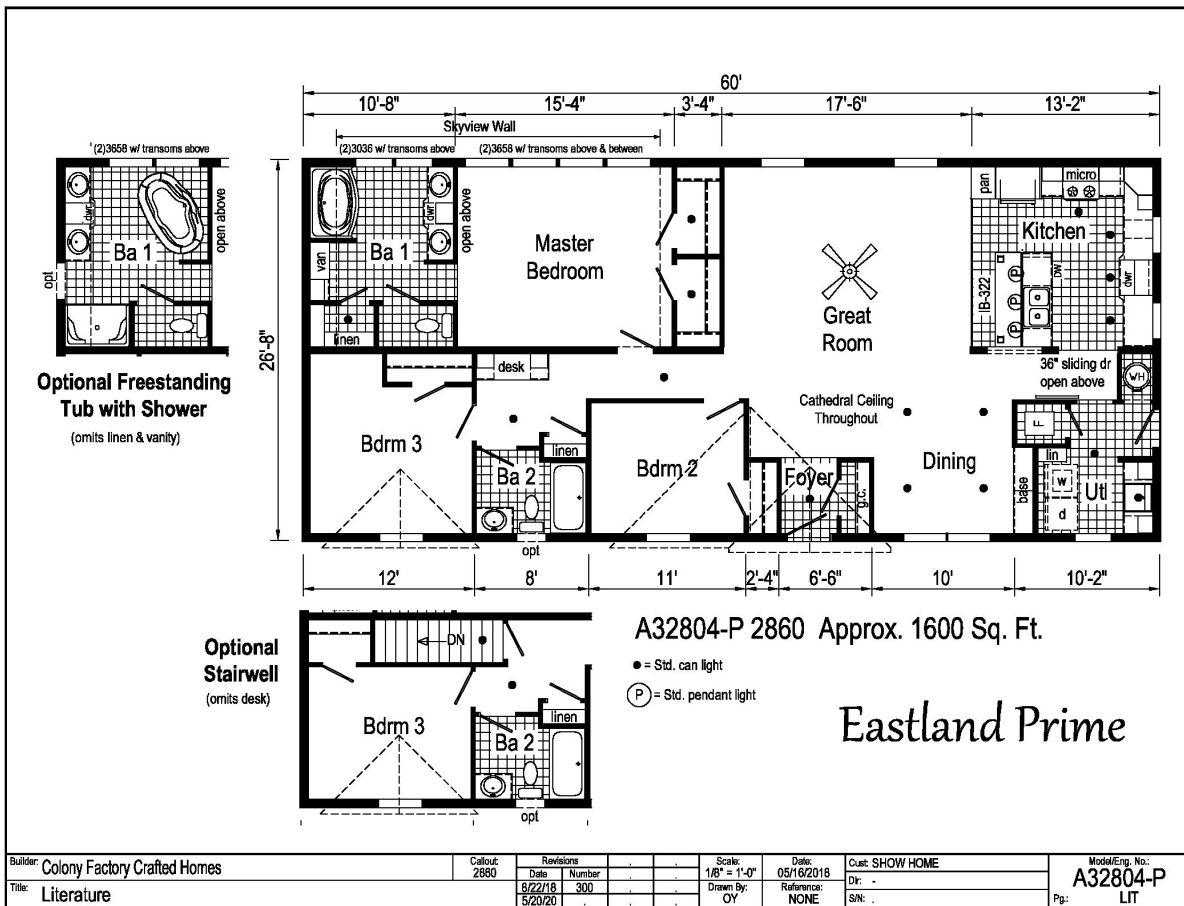 60'
10'-8" 15'-4" 3'-4" 17'-6" 13'-2"
Skyview Wall
(2)3658 w/ transoms above
(2)3036 w/ transoms above
(2)3658 w/ transoms above & between
26'-8"
dwr
Ba 1
open above
opt
Optional Freestanding
Tub with Shower
(omits linen & vanity)
dwr
Ba 1
open above
van
linen
Master
Bedroom
Great
Room
Cathedral Ceiling
Throughout
pan
micro
Kitchen
IB-322
P
P
P
DW
dwr
36" sliding dr
open above
WH
F
desk
Bdrm 3
linen
Ba 2
opt
Bdrm 2
Foyer
g.c.
Dining
base
lin
w
d
Utl
12' 8' 11' 2'-4" 6'-6" 10' 10'-2"
Optional
Stairwell
(omits desk)
DN
Bdrm 3
linen
Ba 2
opt
A32804-P 2860 Approx. 1600 Sq. Ft.
= Std. can light
P = Std. pendant light
Eastland Prime
Builder: Colony Factory Crafted Homes
Title: Literature
Callout:
2860
Revisions
Date Number
8/22/18 300
5/20/20
Scale:
1/8" = 1'-0"
Drawn By:
OY
Date:
05/16/2018
Reference:
NONE
Cust: SHOW HOME
Dir: -
S/N: .
Model/Eng. No.:
A32804-P
Pg.: LIT